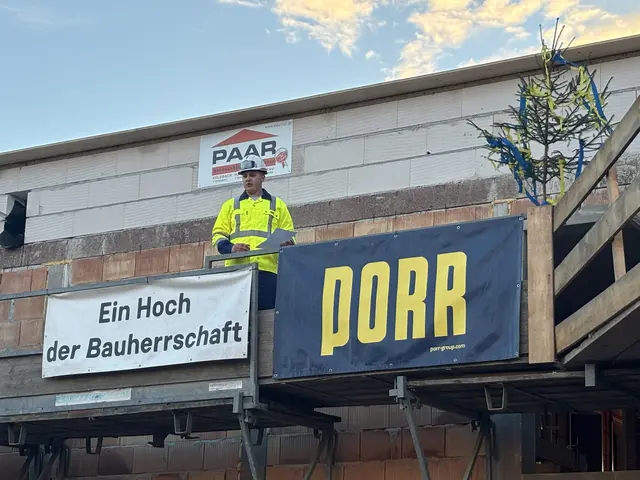 PAAR
Ein Hoch
der Bauherrschaft
PORR
porr-group.com